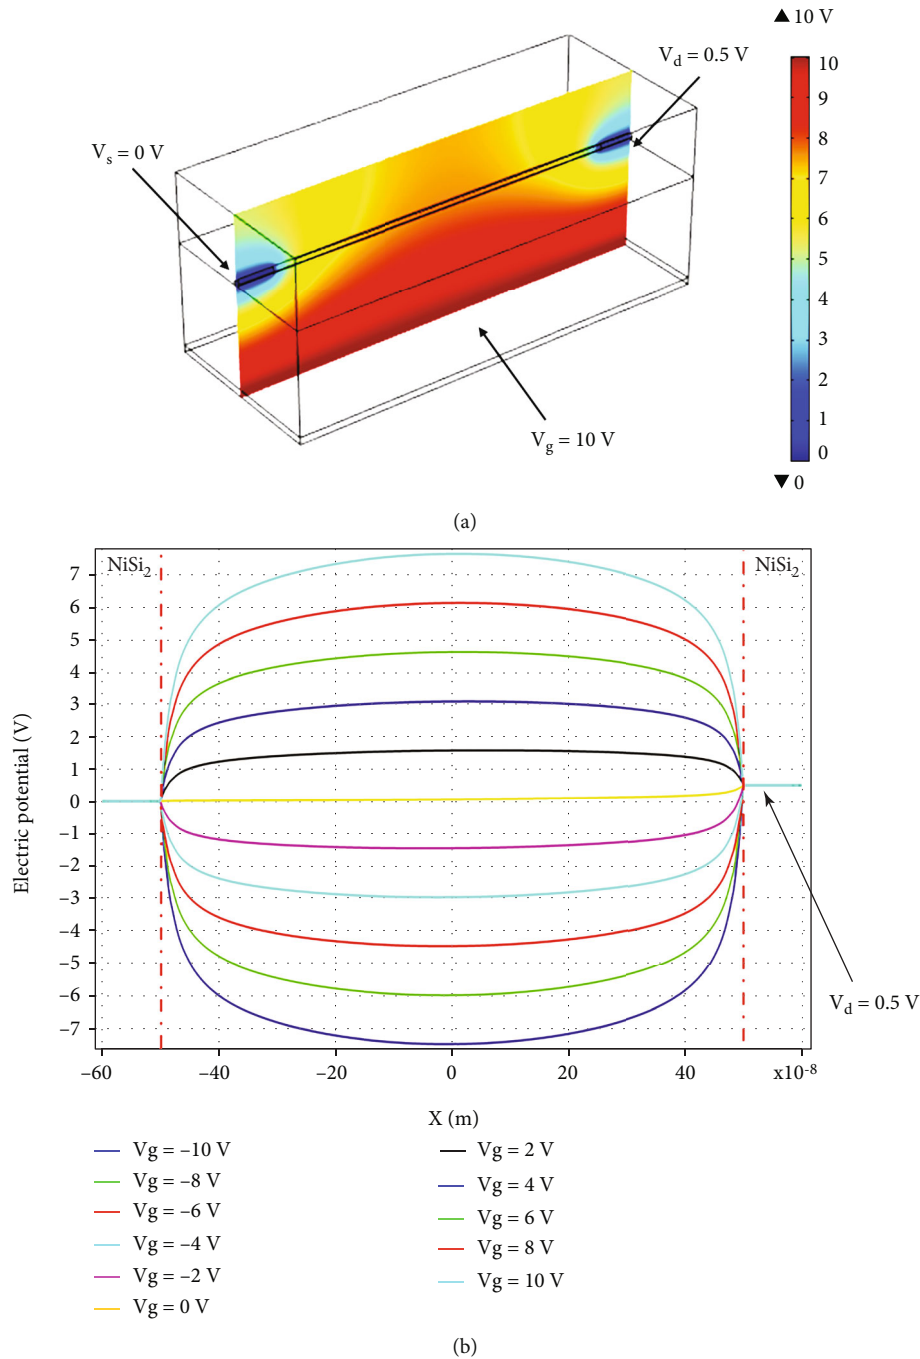 ▲ 10 V
V_d = 0.5 V
V_s = 0 V
10
9
8
7
6
5
4
3
2
1
0
▼ 0
V_g = 10 V
(a)
NiSi₂ NiSi₂
7
6
5
4
3
2
1
0
–1
–2
–3
–4
–5
–6
–7
Electric potential (V)
V_d = 0.5 V
–60 –40 –20 0 20 40 x10⁻⁸
X (m)
Vg = –10 V
Vg = –8 V
Vg = –6 V
Vg = –4 V
Vg = –2 V
Vg = 0 V
Vg = 2 V
Vg = 4 V
Vg = 6 V
Vg = 8 V
Vg = 10 V
(b)